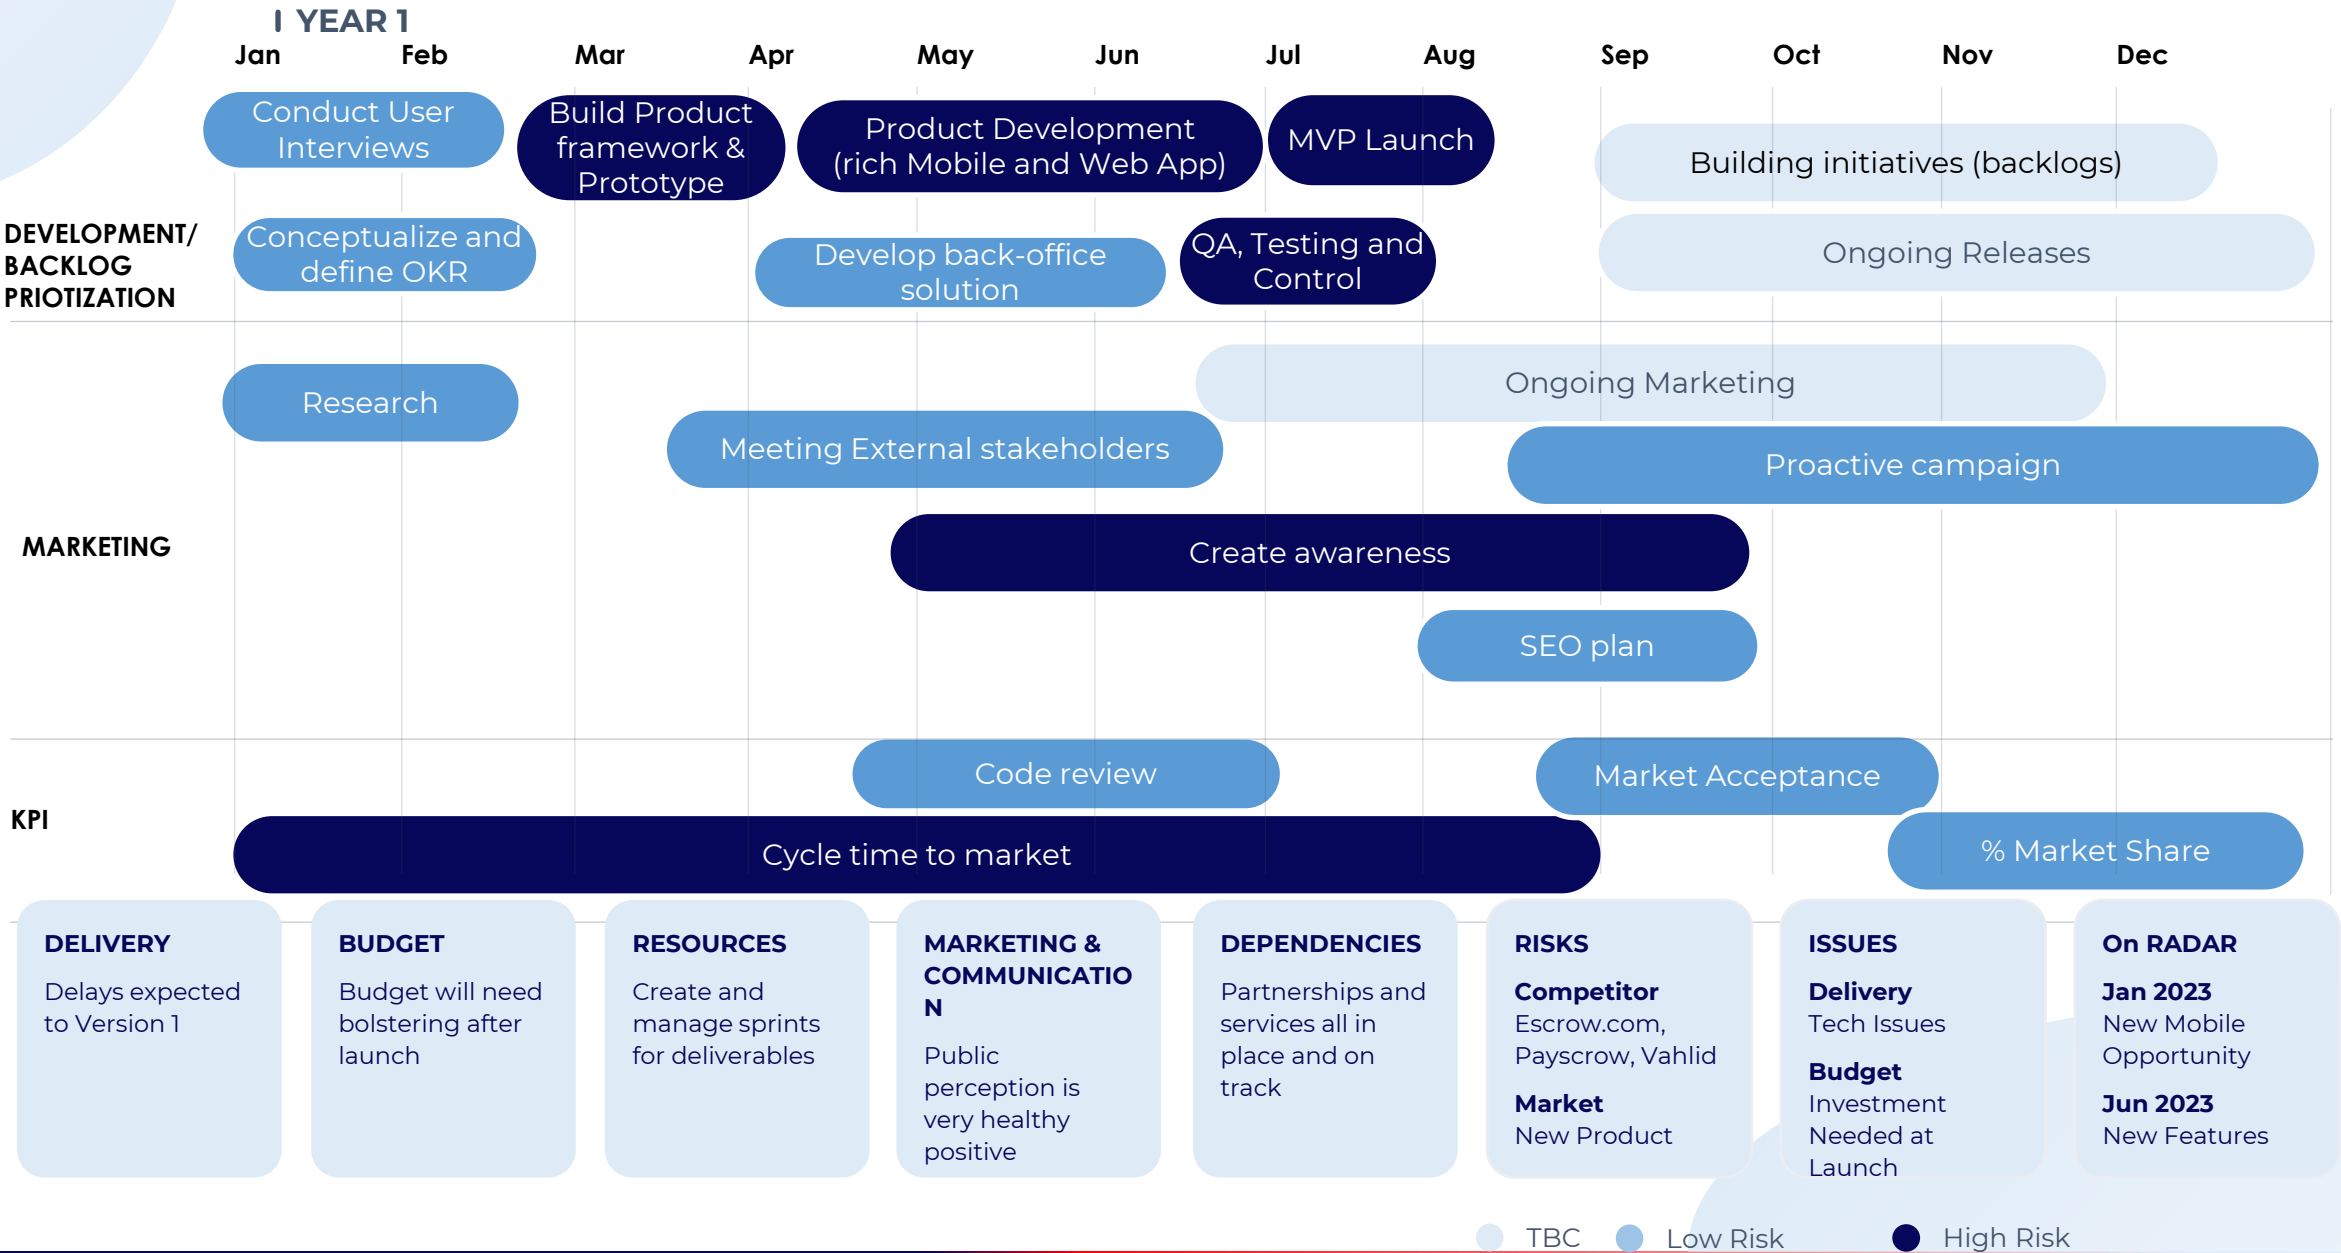 YEAR 1
Jan Feb Mar Apr May Jun Jul Aug Sep Oct Nov Dec
DEVELOPMENT/
BACKLOG
PRIOTIZATION
Conduct User
Interviews
Build Product
framework &
Prototype
Product Development
(rich Mobile and Web App)
MVP Launch
Building initiatives (backlogs)
Conceptualize and
define OKR
Develop back-office
solution
QA, Testing and
Control
Ongoing Releases
MARKETING
Research
Ongoing Marketing
Meeting External stakeholders
Proactive campaign
Create awareness
SEO plan
KPI
Code review
Market Acceptance
Cycle time to market
% Market Share
DELIVERY
Delays expected
to Version 1
BUDGET
Budget will need
bolstering after
launch
RESOURCES
Create and
manage sprints
for deliverables
MARKETING &
COMMUNICATIO
N
Public
perception is
very healthy
positive
DEPENDENCIES
Partnerships and
services all in
place and on
track
RISKS
Competitor
Escrow.com,
Payscrow, Vahlid
Market
New Product
ISSUES
Delivery
Tech Issues
Budget
Investment
Needed at
Launch
On RADAR
Jan 2023
New Mobile
Opportunity
Jun 2023
New Features
TBC
Low Risk
High Risk